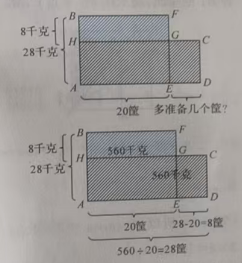 B F
8千克
H G C
28千克
A E D
20筐 多准备几个筐?
B F
8千克 560千克
H G C
28千克 560千克
A E D
20筐 28-20=8筐
560÷20=28筐